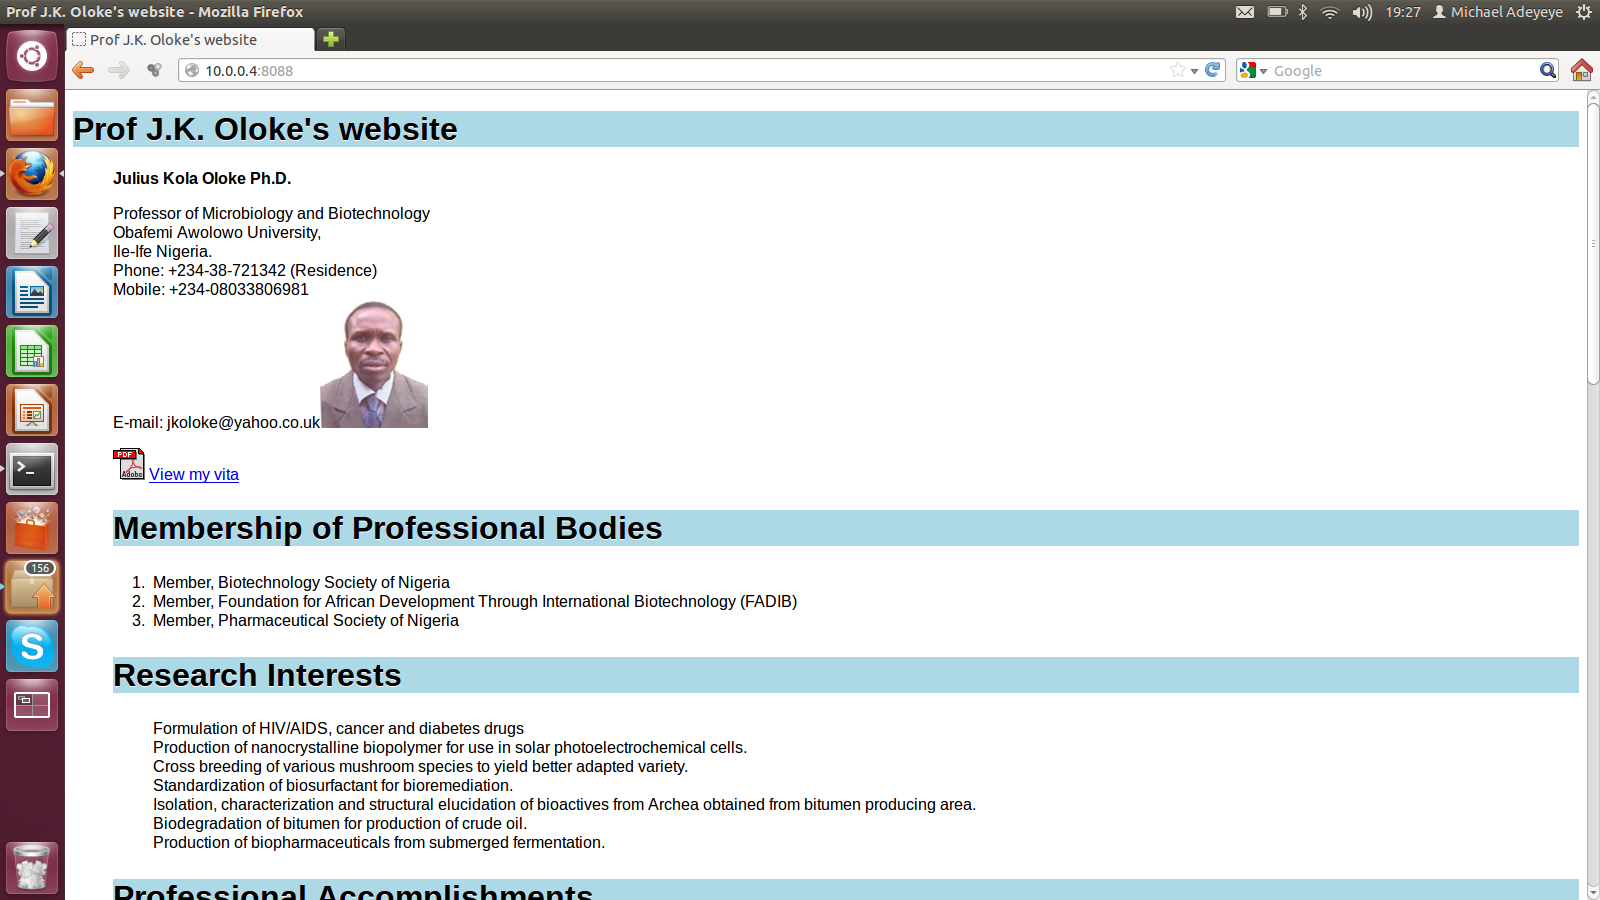 Prof J.K. Oloke's website - Mozilla Firefox
19:27
Michael Adeyeye
Prof J.K. Oloke's website
10.0.0.4:8088
Google
Prof J.K. Oloke's website
Julius Kola Oloke Ph.D.
Professor of Microbiology and Biotechnology
Obafemi Awolowo University,
Ile-Ife Nigeria.
Phone: +234-38-721342 (Residence)
Mobile: +234-08033806981
E-mail: jkoloke@yahoo.co.uk
PDF
Adobe
View my vita
Membership of Professional Bodies
1. Member, Biotechnology Society of Nigeria
2. Member, Foundation for African Development Through International Biotechnology (FADIB)
3. Member, Pharmaceutical Society of Nigeria
156
S
Research Interests
Formulation of HIV/AIDS, cancer and diabetes drugs
Production of nanocrystalline biopolymer for use in solar photoelectrochemical cells.
Cross breeding of various mushroom species to yield better adapted variety.
Standardization of biosurfactant for bioremediation.
Isolation, characterization and structural elucidation of bioactives from Archea obtained from bitumen producing area.
Biodegradation of bitumen for production of crude oil.
Production of biopharmaceuticals from submerged fermentation.
Professional Accomplishments